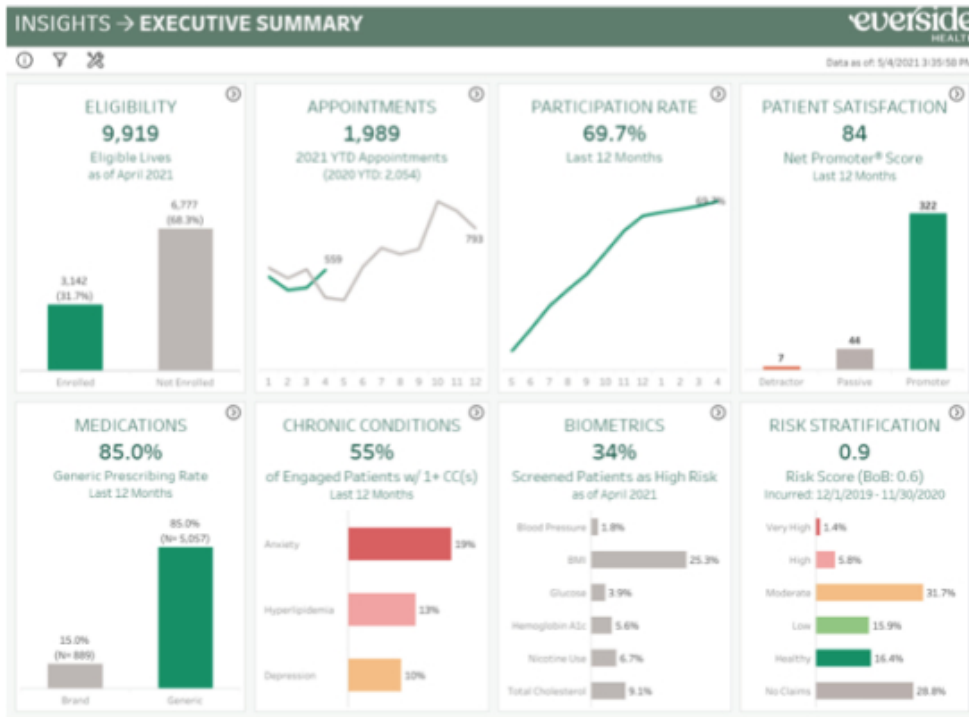 INSIGHTS → EXECUTIVE SUMMARY
everside
HEALTH
Data as of: 5/4/2021 3:35:58 PM
ELIGIBILITY
9,919
Eligible Lives
as of April 2021
6,777
(68.3%)
3,142
(31.7%)
Enrolled Not Enrolled
APPOINTMENTS
1,989
2021 YTD Appointments
(2020 YTD: 2,054)
559
793
1 2 3 4 5 6 7 8 9 10 11 12
PARTICIPATION RATE
69.7%
Last 12 Months
69.7%
5 6 7 8 9 10 11 12 1 2 3 4
PATIENT SATISFACTION
84
Net Promoter® Score
Last 12 Months
322
44
7
Detractor Passive Promoter
MEDICATIONS
85.0%
Generic Prescribing Rate
Last 12 Months
85.0%
(N= 5,057)
15.0%
(N= 889)
Brand Generic
CHRONIC CONDITIONS
55%
of Engaged Patients w/ 1+ CC(s)
Last 12 Months
Anxiety 19%
Hyperlipidemia 13%
Depression 10%
BIOMETRICS
34%
Screened Patients as High Risk
as of April 2021
Blood Pressure 1.8%
BMI 25.3%
Glucose 3.9%
Hemoglobin A1c 5.6%
Nicotine Use 6.7%
Total Cholesterol 9.1%
RISK STRATIFICATION
0.9
Risk Score (BoB: 0.6)
Incurred: 12/1/2019 - 11/30/2020
Very High 1.4%
High 5.8%
Moderate 31.7%
Low 15.9%
Healthy 16.4%
No Claims 28.8%